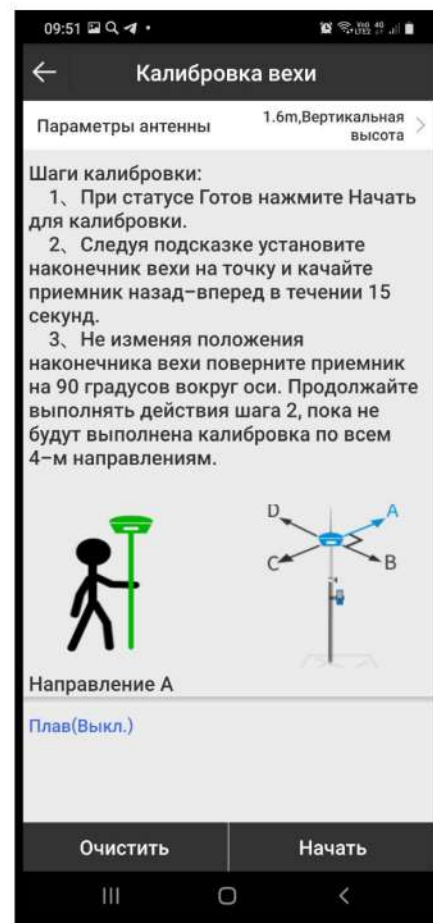 09:51
Калибровка вехи
Параметры антенны
1.6m,Вертикальная
высота
Шаги калибровки:
1、При статусе Готов нажмите Начать
для калибровки.
2、Следуя подсказке установите
наконечник вехи на точку и качайте
приемник назад-вперед в течении 15
секунд.
3、Не изменяя положения
наконечника вехи поверните приемник
на 90 градусов вокруг оси. Продолжайте
выполнять действия шага 2, пока не
будут выполнена калибровка по всем
4-м направлениям.
D A
C B
Направление A
Плав(Выкл.)
Очистить Начать